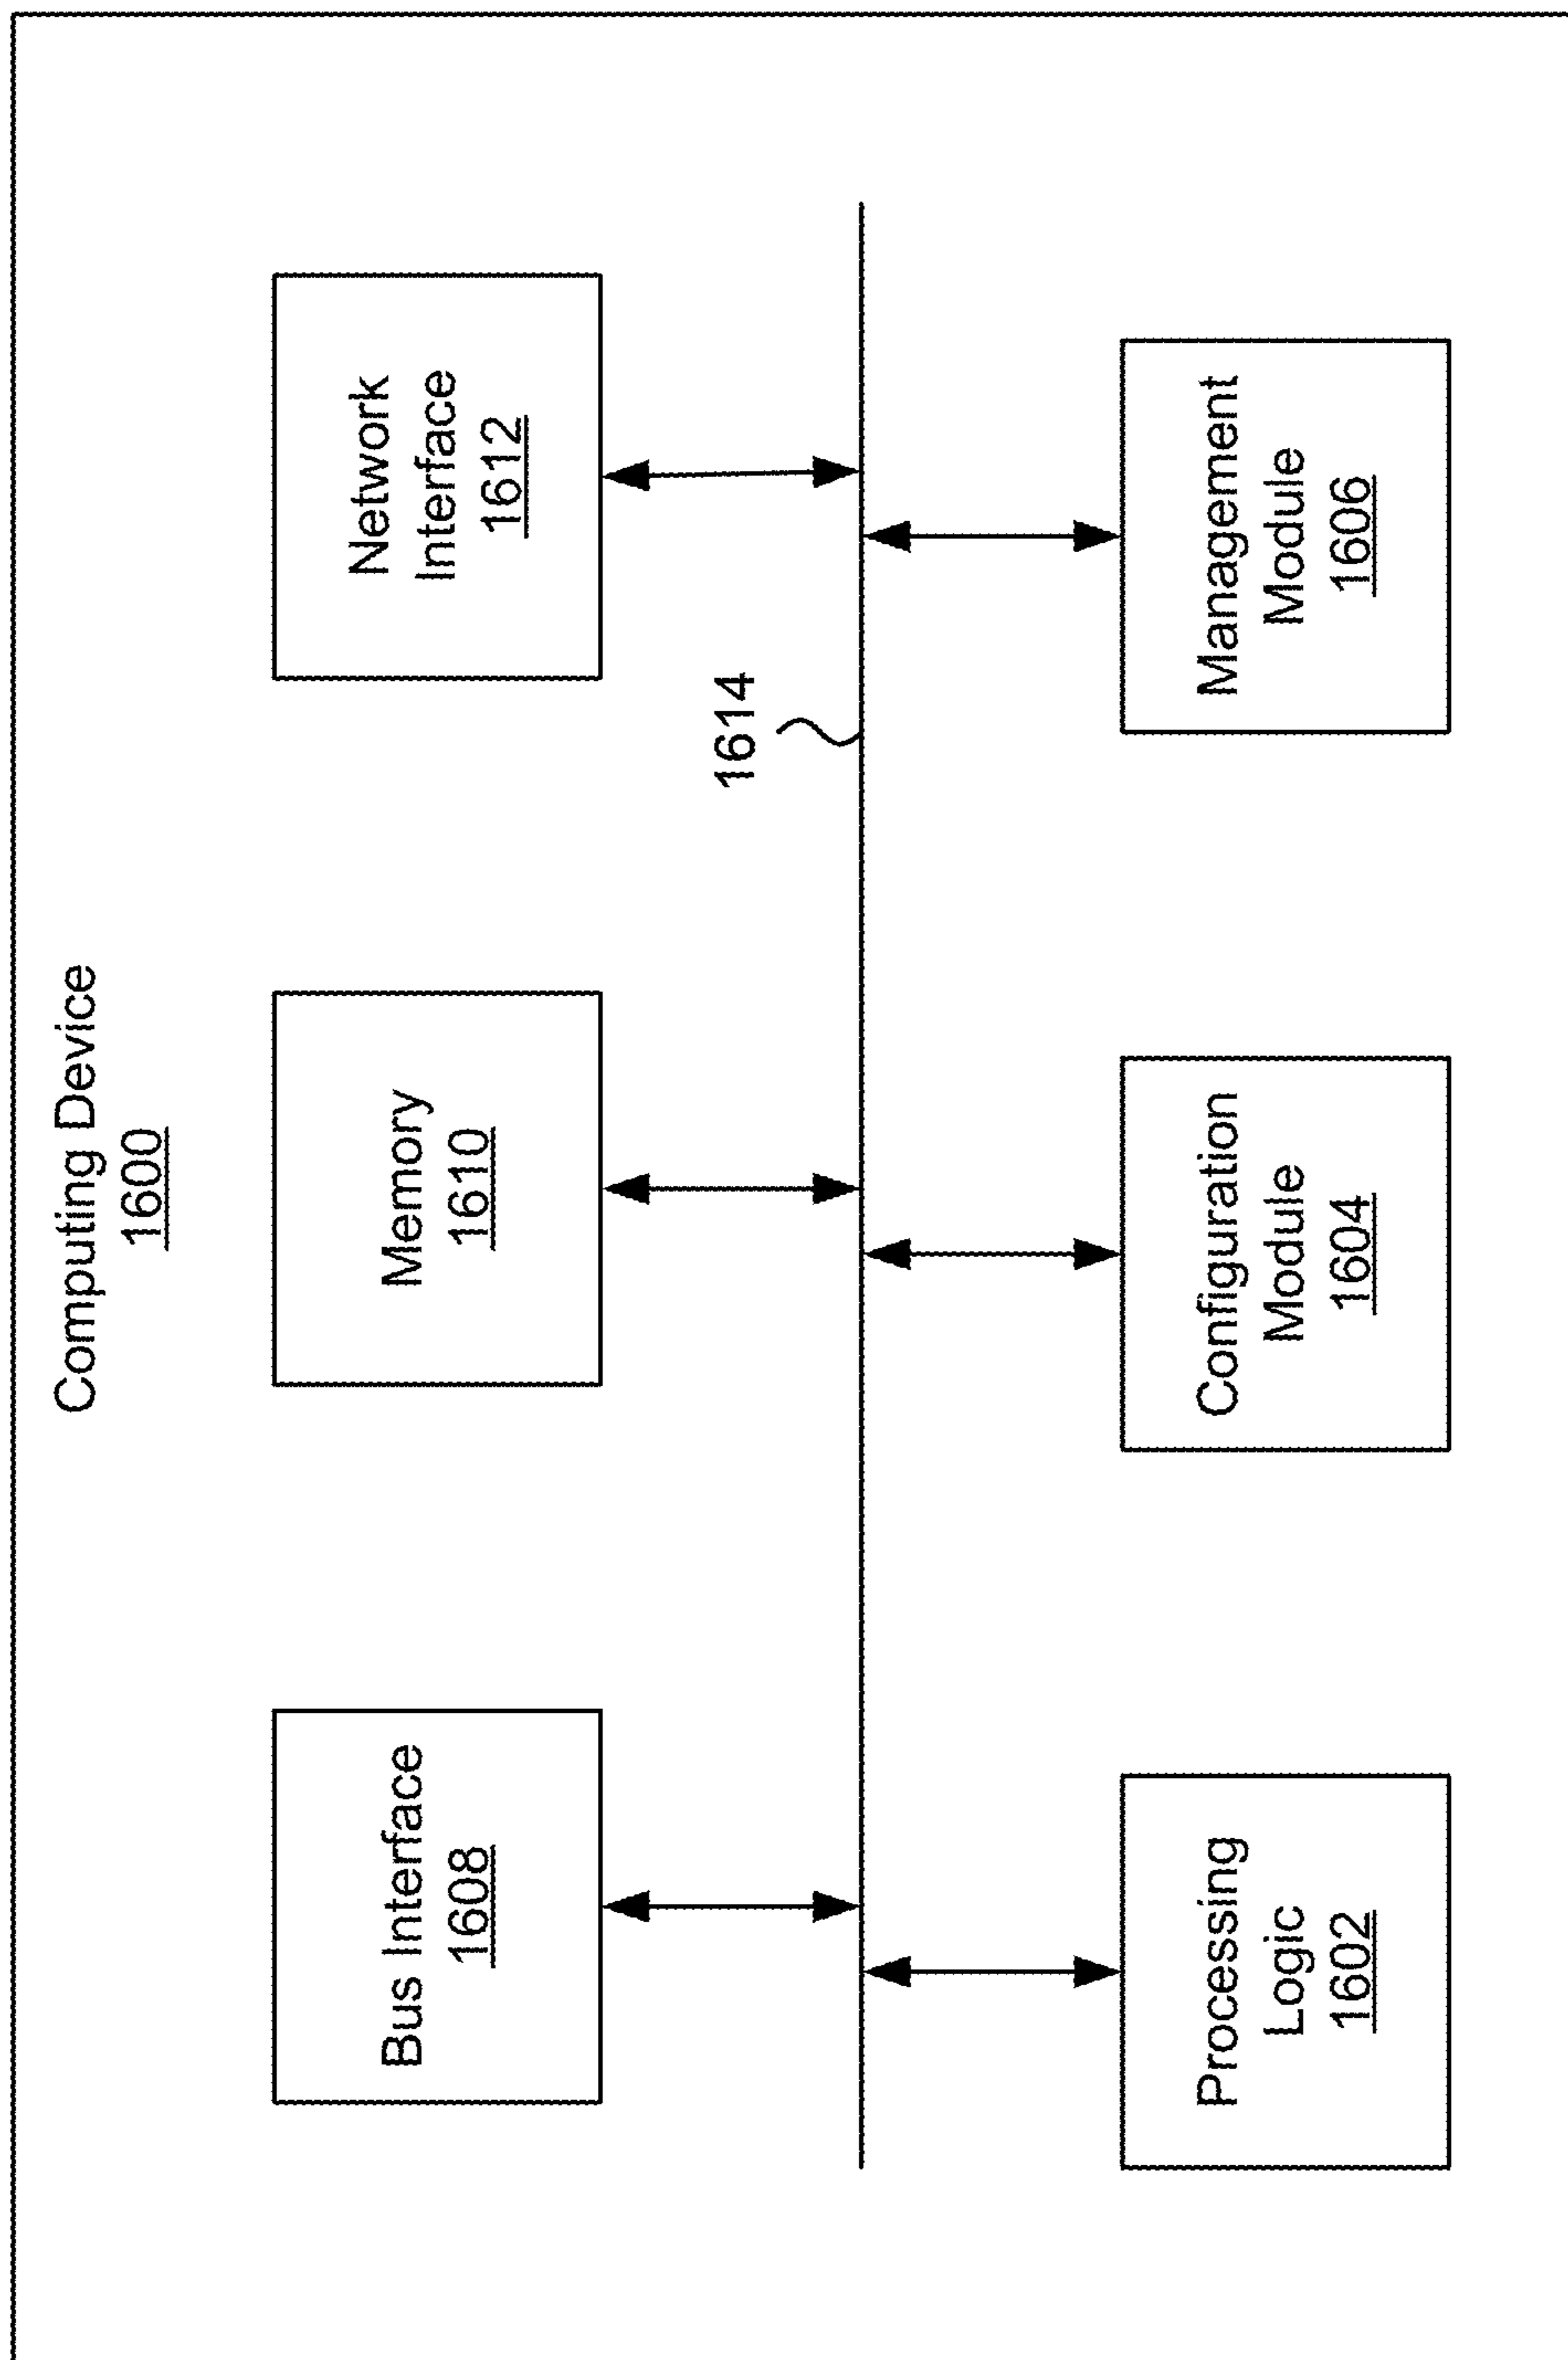 Computing Device
1600
Bus Interface
1608
Memory
1610
Network
Interface
1612
1614
Processing
Logic
1602
Configuration
Module
1604
Management
Module
1606